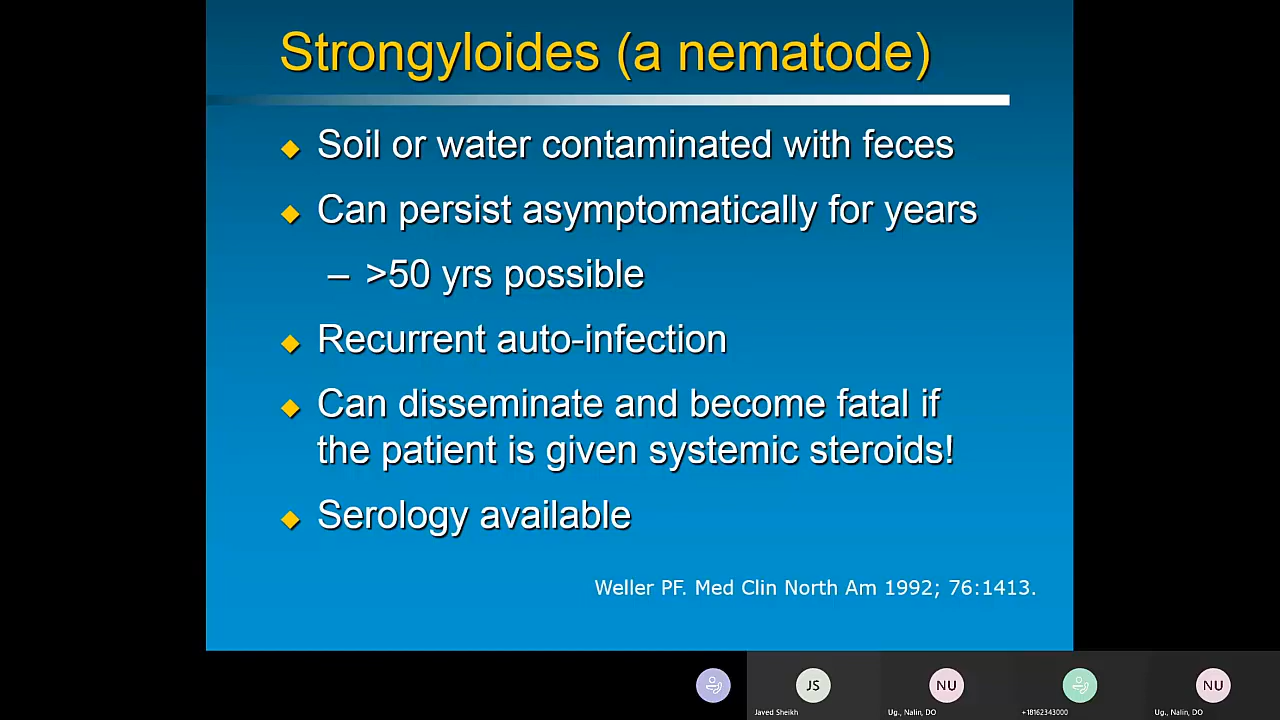 Strongyloides (a nematode)
Soil or water contaminated with feces
Can persist asymptomatically for years
– >50 yrs possible
Recurrent auto-infection
Can disseminate and become fatal if
the patient is given systemic steroids!
Serology available
Weller PF. Med Clin North Am 1992; 76:1413.
JS
NU
NU
Javed Sheikh
Ug., Nalin, DO
+18162343000
Ug., Nalin, DO